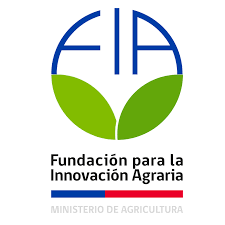 FIA
Fundación para la
Innovación Agraria
MINISTERIO DE AGRICULTURA